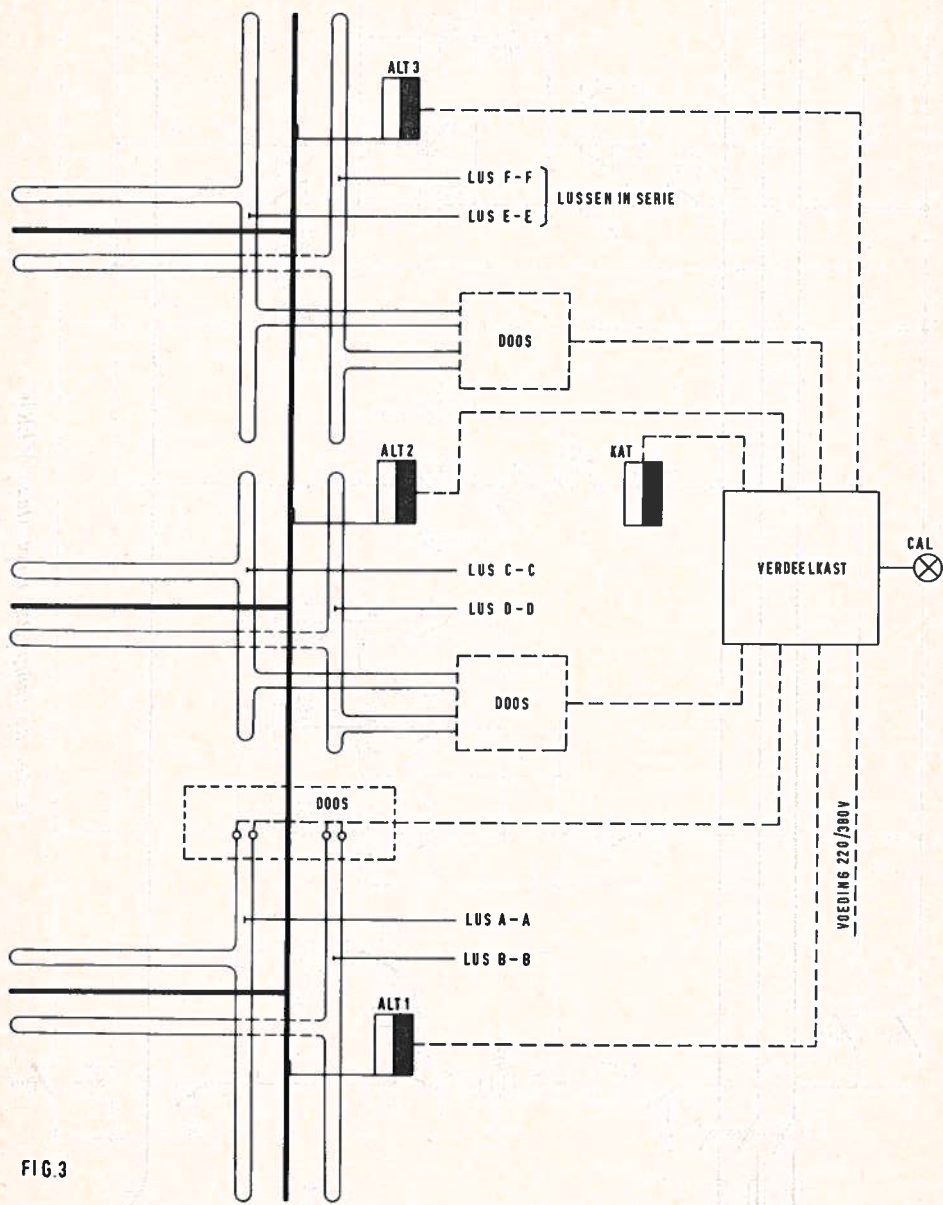 ALT 3
LUS F-F
LUSSEN IN SERIE
LUS E-E
DOOS
ALT 2
KAT
CAL
VERDEELKAST
LUS C-C
LUS D-D
DOOS
DOOS
VOEDING 220/380V
LUS A-A
LUS B-B
ALT 1
FIG.3